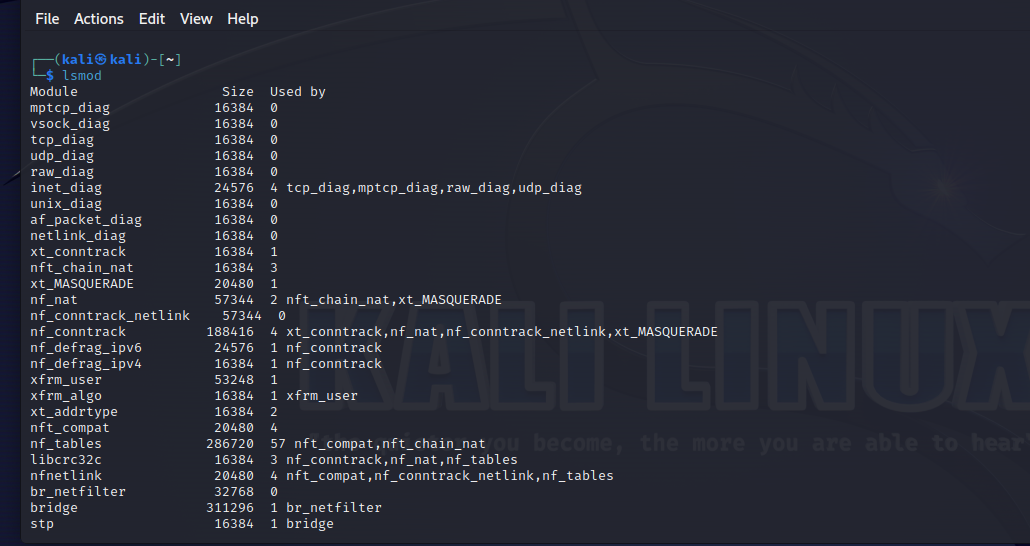 File Actions Edit View Help
┌──(kali㉿kali)-[~]
└─$ lsmod
Module                  Size  Used by
mptcp_diag             16384  0
vsock_diag             16384  0
tcp_diag               16384  0
udp_diag               16384  0
raw_diag               16384  0
inet_diag              24576  4 tcp_diag,mptcp_diag,raw_diag,udp_diag
unix_diag              16384  0
af_packet_diag         16384  0
netlink_diag           16384  0
xt_conntrack           16384  1
nft_chain_nat          16384  3
xt_MASQUERADE          20480  1
nf_nat                 57344  2 nft_chain_nat,xt_MASQUERADE
nf_conntrack_netlink    57344  0
nf_conntrack          188416  4 xt_conntrack,nf_nat,nf_conntrack_netlink,xt_MASQUERADE
nf_defrag_ipv6         24576  1 nf_conntrack
nf_defrag_ipv4         16384  1 nf_conntrack
xfrm_user              53248  1
xfrm_algo              16384  1 xfrm_user
xt_addrtype            16384  2
nft_compat             20480  4
nf_tables             286720  57 nft_compat,nft_chain_nat
libcrc32c              16384  3 nf_conntrack,nf_nat,nf_tables
nfnetlink              20480  4 nft_compat,nf_conntrack_netlink,nf_tables
br_netfilter           32768  0
bridge                311296  1 br_netfilter
stp                    16384  1 bridge
KALI LINUX
you become, the more you are able to hear